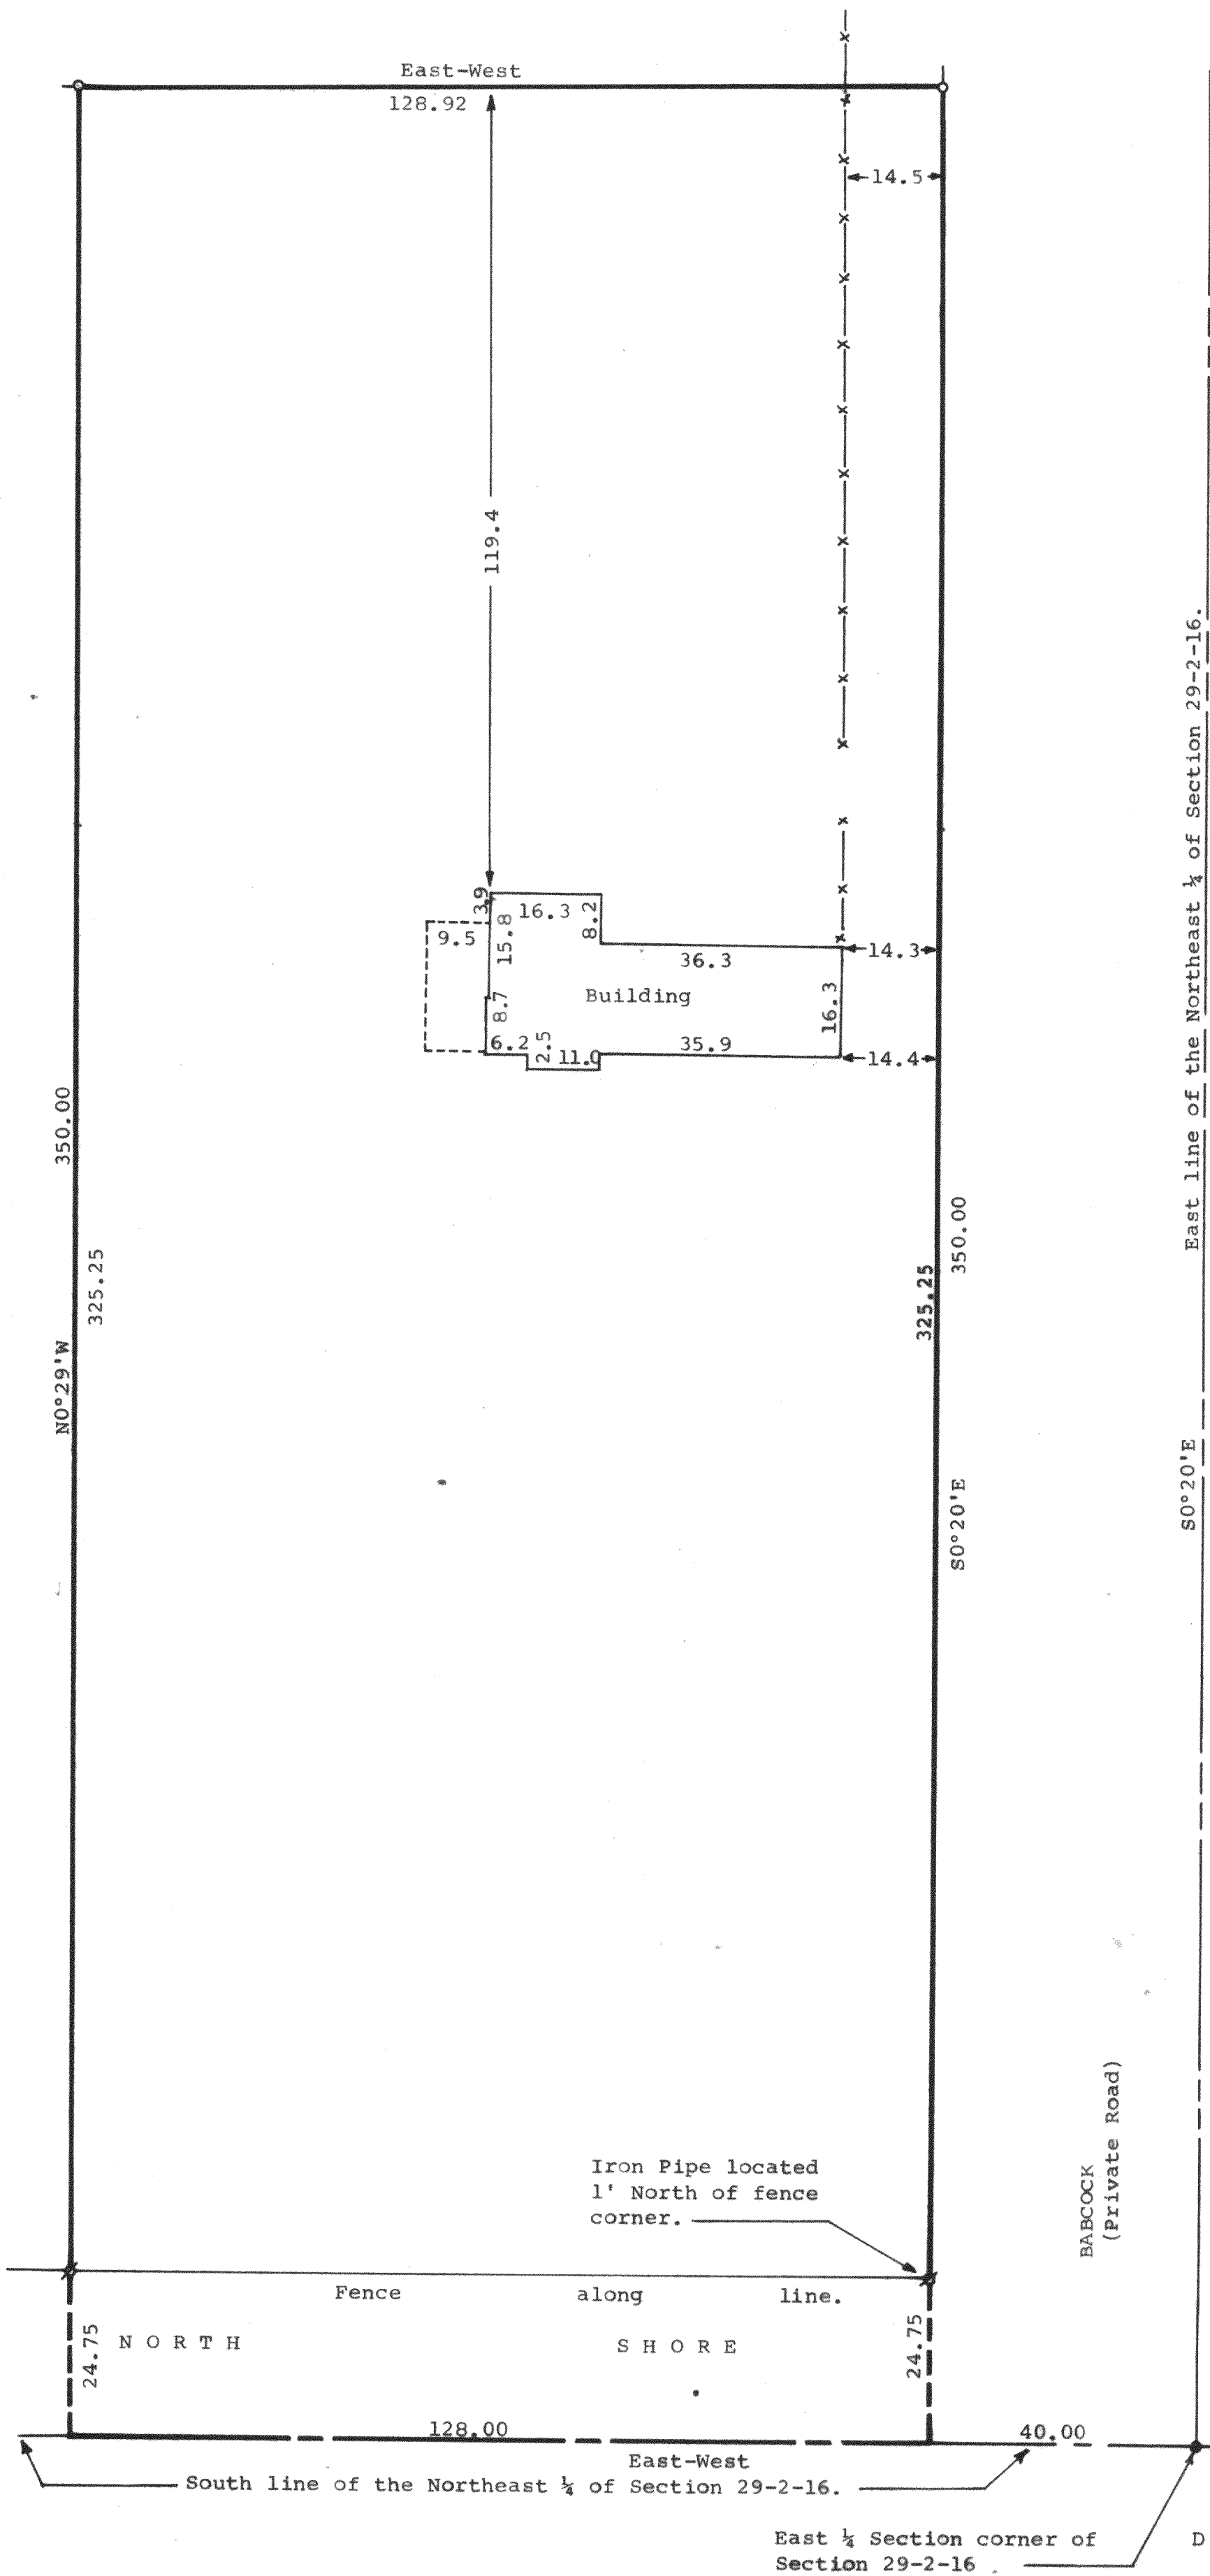 East-West
128.92
14.5
119.4
East line of the Northeast ¼ of Section 29-2-16.
3.9
16.3
8.2
9.5
15.8
36.3
14.3
Building
8.7
16.3
6.2
2.5
11.0
35.9
14.4
350.00
325.25
N0°29'W
350.00
325.25
S0°20'E
S0°20'E
BABCOCK
(Private Road)
Iron Pipe located
1' North of fence
corner.
Fence along line.
24.75
NORTH SHORE
24.75
128.00
40.00
East-West
South line of the Northeast ¼ of Section 29-2-16.
East ¼ Section corner of
Section 29-2-16
D